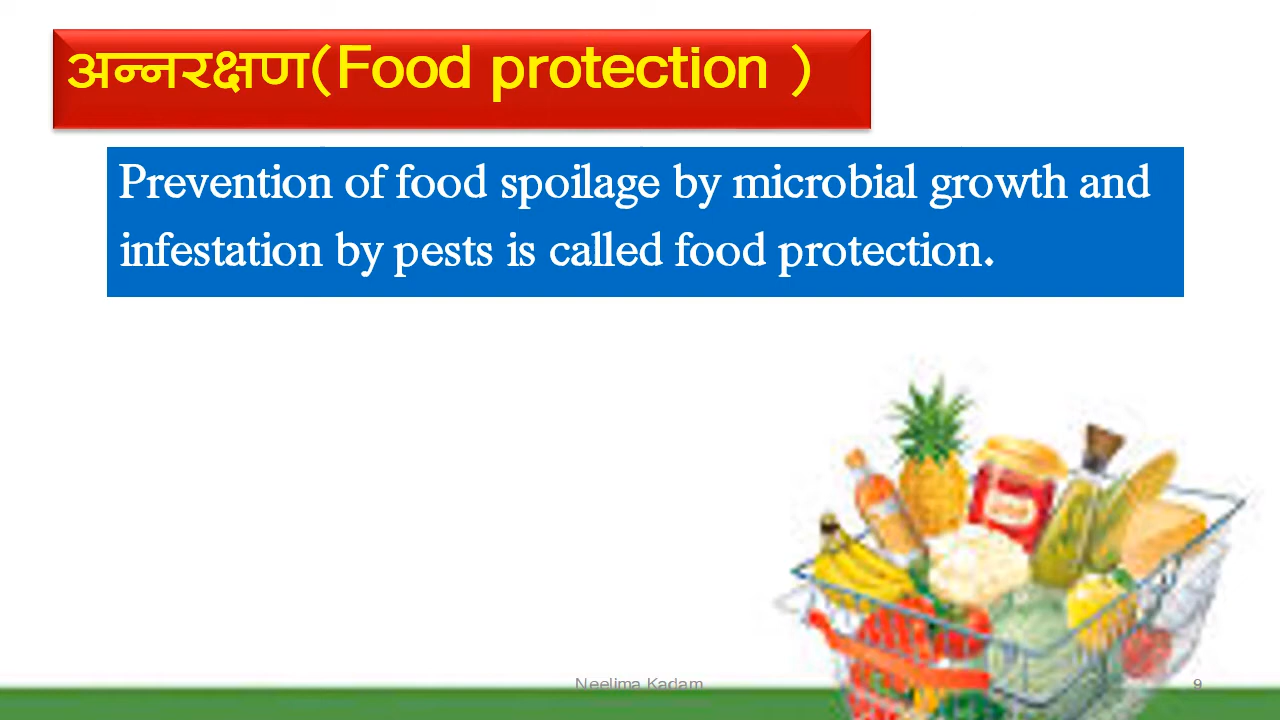 अन्नरक्षण(Food protection )
Prevention of food spoilage by microbial growth and
infestation by pests is called food protection.
Neelima Kadam
9